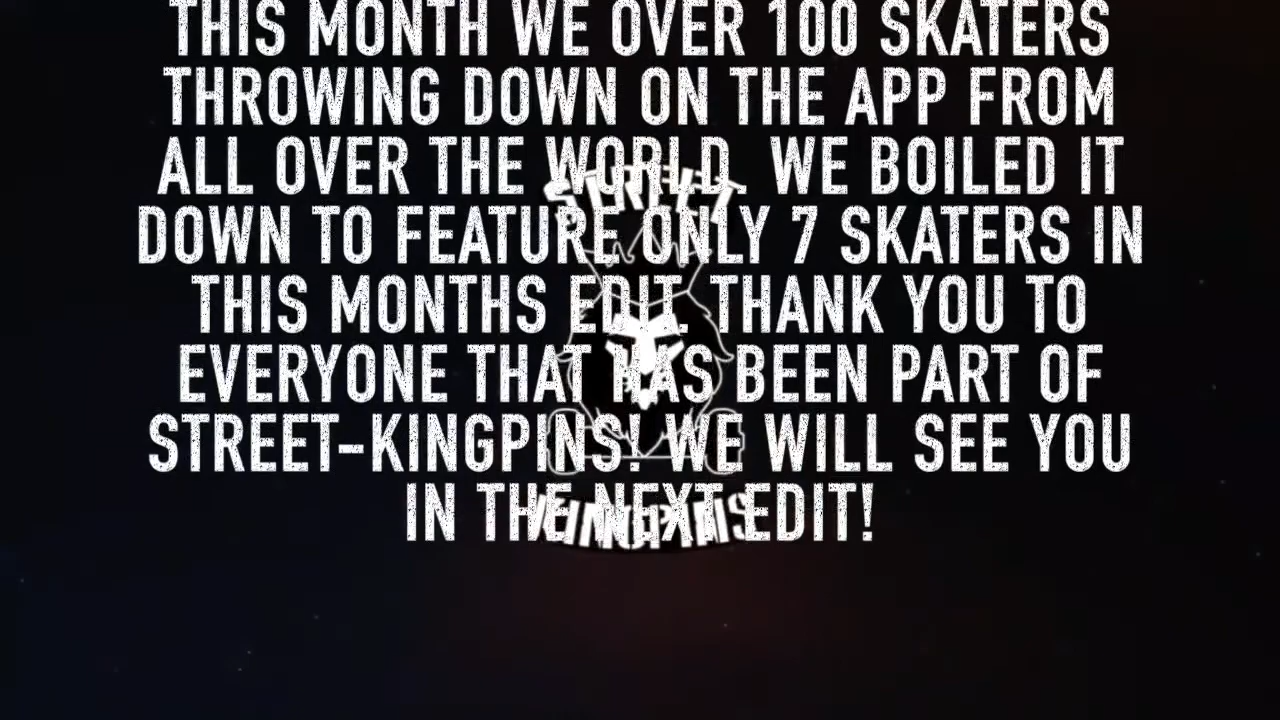 THIS MONTH WE OVER 100 SKATERS
THROWING DOWN ON THE APP FROM
ALL OVER THE WORLD. WE BOILED IT
DOWN TO FEATURE ONLY 7 SKATERS IN
THIS MONTHS EDIT. THANK YOU TO
EVERYONE THAT HAS BEEN PART OF
STREET-KINGPINS! WE WILL SEE YOU
IN THE NEXT EDIT!
STREET
KINGPINS